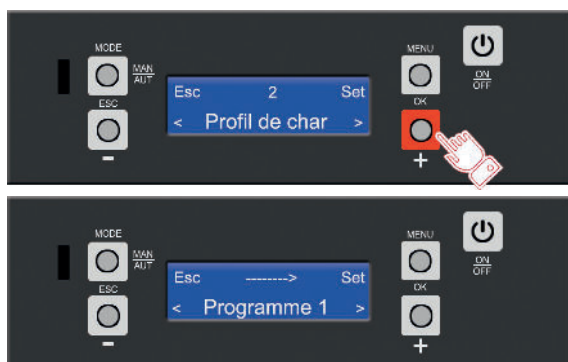 MODE
MAN
AUT
ESC
-
Esc 2 Set
< Profil de char >
MENU
OK
+
ON
OFF
MODE
MAN
AUT
ESC
-
Esc --------> Set
< Programme 1 >
MENU
OK
+
ON
OFF